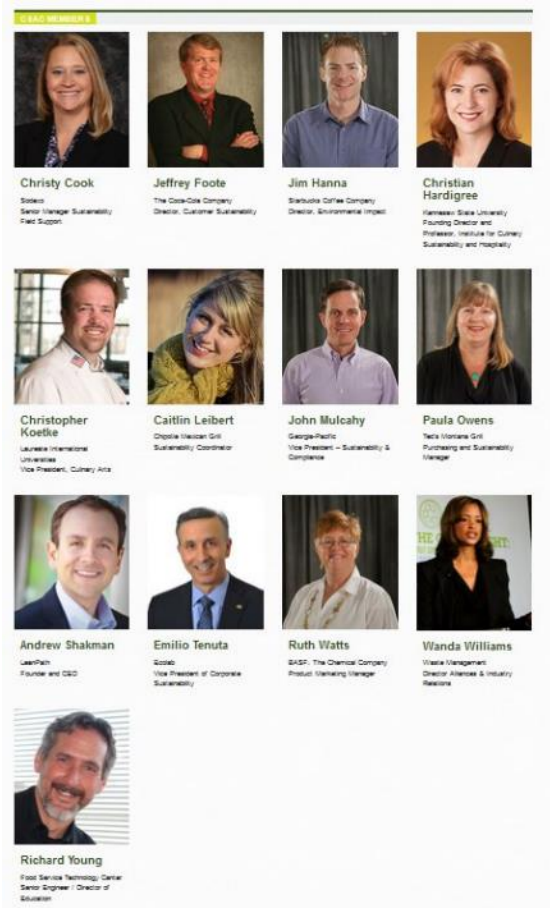 CSAC MEMBERS
Christy Cook
Sodexo
Senior Manager Sustainability
Field Support
Jeffrey Foote
The Coca-Cola Company
Director, Customer Sustainability
Jim Hanna
Starbucks Coffee Company
Director, Environmental Impact
Christian
Hardigree
Kennesaw State University
Founding Director and
Professor, Institute for Culinary
Sustainability and Hospitality
Christopher
Koetke
Laureate International
Universities
Vice President, Culinary Arts
Caitlin Leibert
Chipotle Mexican Grill
Sustainability Coordinator
John Mulcahy
Georgia-Pacific
Vice President – Sustainability &
Compliance
Paula Owens
Ted's Montana Grill
Purchasing and Sustainability
Manager
Andrew Shakman
LeanPath
Founder and CEO
Emilio Tenuta
Ecolab
Vice President of Corporate
Sustainability
Ruth Watts
BASF: The Chemical Company
Product Marketing Manager
Wanda Williams
Waste Management
Director Alliances & Industry
Relations
Richard Young
Food Service Technology Center
Senior Engineer / Director of
Education